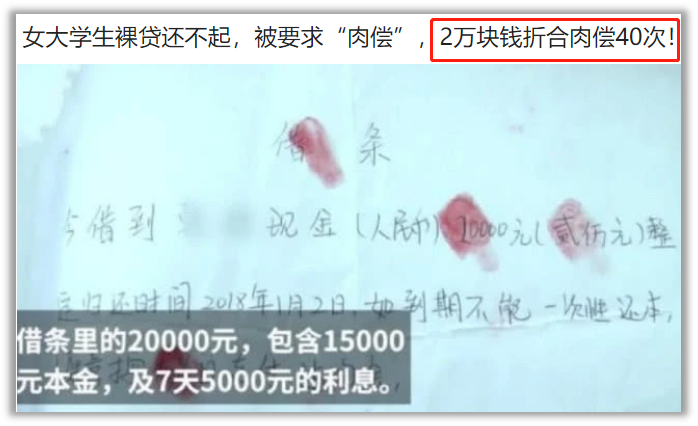 女大学生裸贷还不起，被要求“肉偿”，2万块钱折合肉偿40次！
借 条
今借到 现金(人民币) 0000元(贰 元)整
归还时间2018年1月2日,如到期不能一次性还本,
借条里的20000元，包含15000
元本金，及7天5000元的利息。